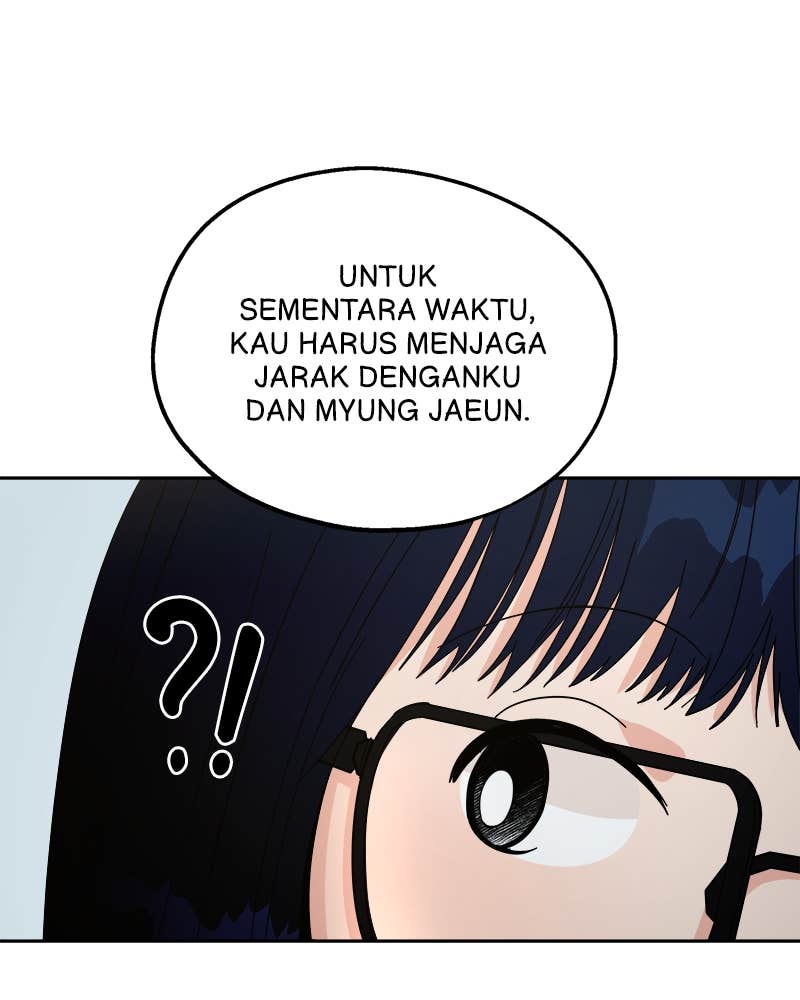 UNTUK
SEMENTARA WAKTU,
KAU HARUS MENJAGA
JARAK DENGANKU
DAN MYUNG JAEUN.
?!